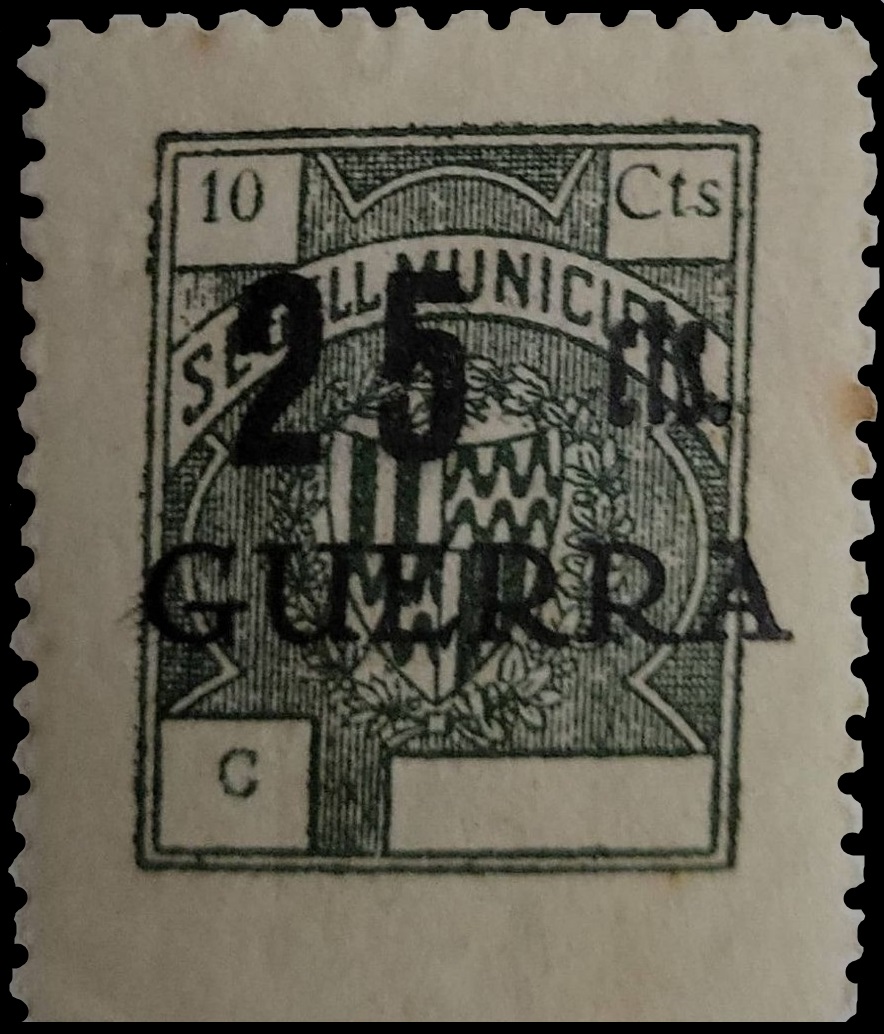 10 Cts
SEGELL MUNICIPAL
25 cts.
GUERRA
C